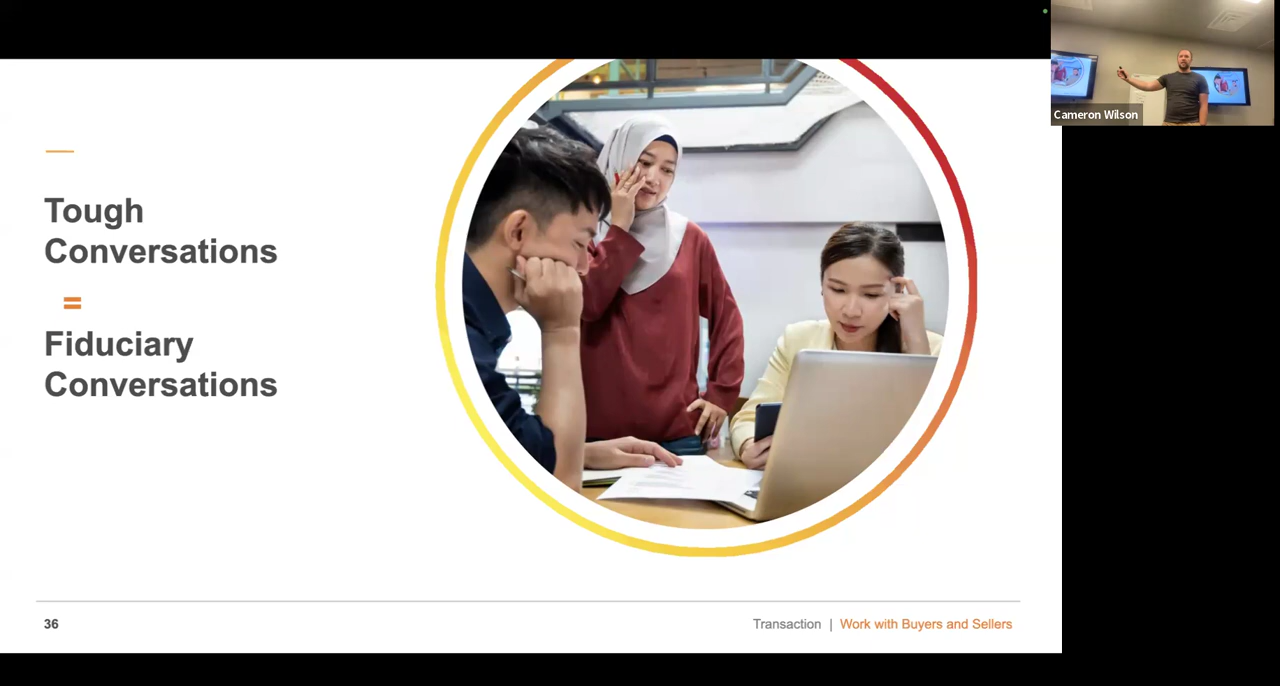 Cameron Wilson
Tough
Conversations
=
Fiduciary
Conversations
36
Transaction | Work with Buyers and Sellers